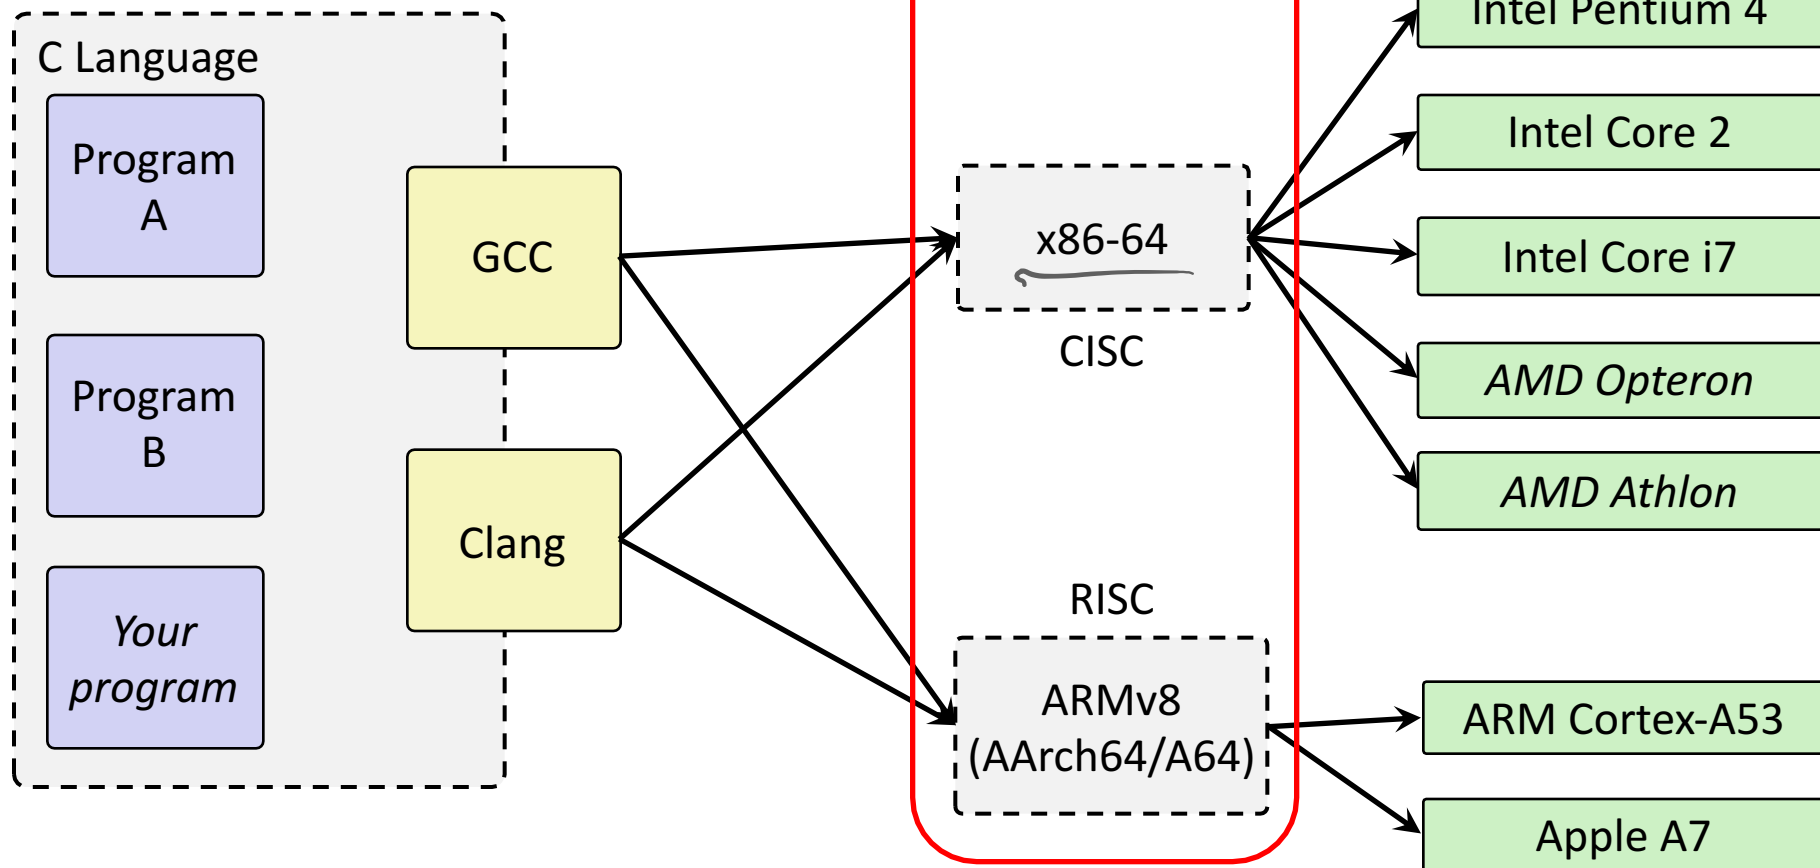 C Language
Program
A
Program
B
Your
program
GCC
Clang
x86-64
CISC
RISC
ARMv8
(AArch64/A64)
Intel Pentium 4
Intel Core 2
Intel Core i7
AMD Opteron
AMD Athlon
ARM Cortex-A53
Apple A7